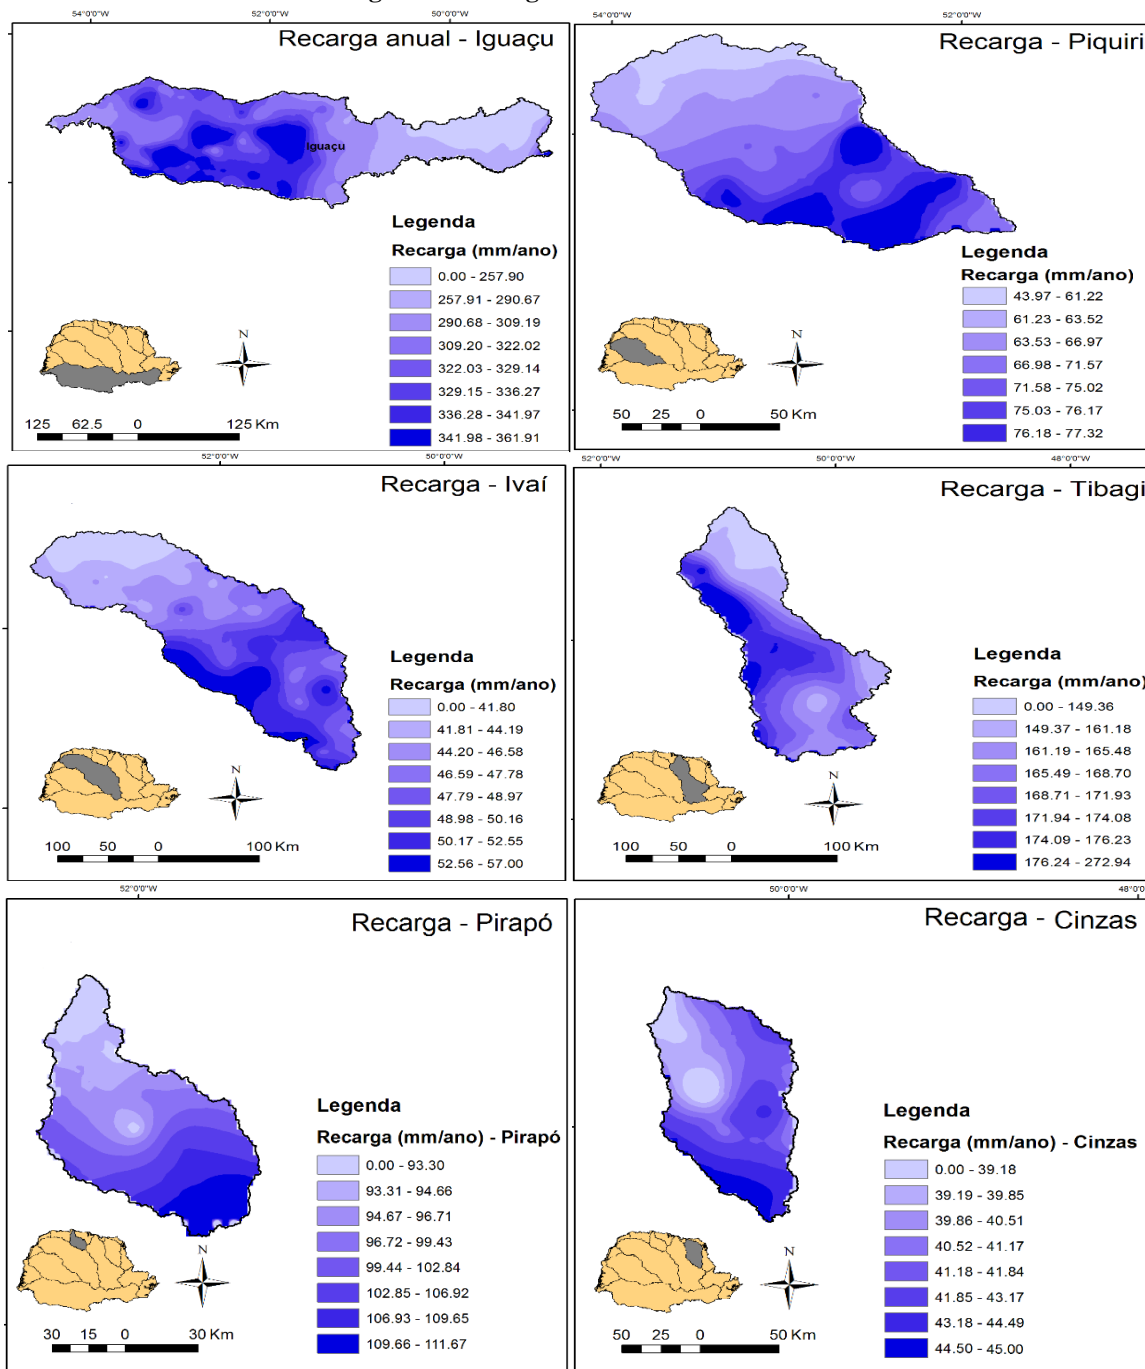 54°0'0"W 52°0'0"W 50°0'0"W
Recarga anual - Iguaçu
Iguaçu
Legenda
Recarga (mm/ano)
0.00 - 257.90
257.91 - 290.67
290.68 - 309.19
309.20 - 322.02
322.03 - 329.14
329.15 - 336.27
336.28 - 341.97
341.98 - 361.91
N
125 62.5 0 125 Km
54°0'0"W 52°0'0"W
Recarga - Piquiri
Legenda
Recarga (mm/ano)
43.97 - 61.22
61.23 - 63.52
63.53 - 66.97
66.98 - 71.57
71.58 - 75.02
75.03 - 76.17
76.18 - 77.32
N
50 25 0 50 Km
52°0'0"W 50°0'0"W
Recarga - Ivaí
Legenda
Recarga (mm/ano)
0.00 - 41.80
41.81 - 44.19
44.20 - 46.58
46.59 - 47.78
47.79 - 48.97
48.98 - 50.16
50.17 - 52.55
52.56 - 57.00
N
100 50 0 100 Km
52°0'0"W 50°0'0"W 48°0'0"W
Recarga - Tibagi
Legenda
Recarga (mm/ano)
0.00 - 149.36
149.37 - 161.18
161.19 - 165.48
165.49 - 168.70
168.71 - 171.93
171.94 - 174.08
174.09 - 176.23
176.24 - 272.94
N
100 50 0 100 Km
52°0'0"W
Recarga - Pirapó
Legenda
Recarga (mm/ano) - Pirapó
0.00 - 93.30
93.31 - 94.66
94.67 - 96.71
96.72 - 99.43
99.44 - 102.84
102.85 - 106.92
106.93 - 109.65
109.66 - 111.67
N
30 15 0 30 Km
50°0'0"W 48°0'0
Recarga - Cinzas
Legenda
Recarga (mm/ano) - Cinzas
0.00 - 39.18
39.19 - 39.85
39.86 - 40.51
40.52 - 41.17
41.18 - 41.84
41.85 - 43.17
43.18 - 44.49
44.50 - 45.00
N
50 25 0 50 Km